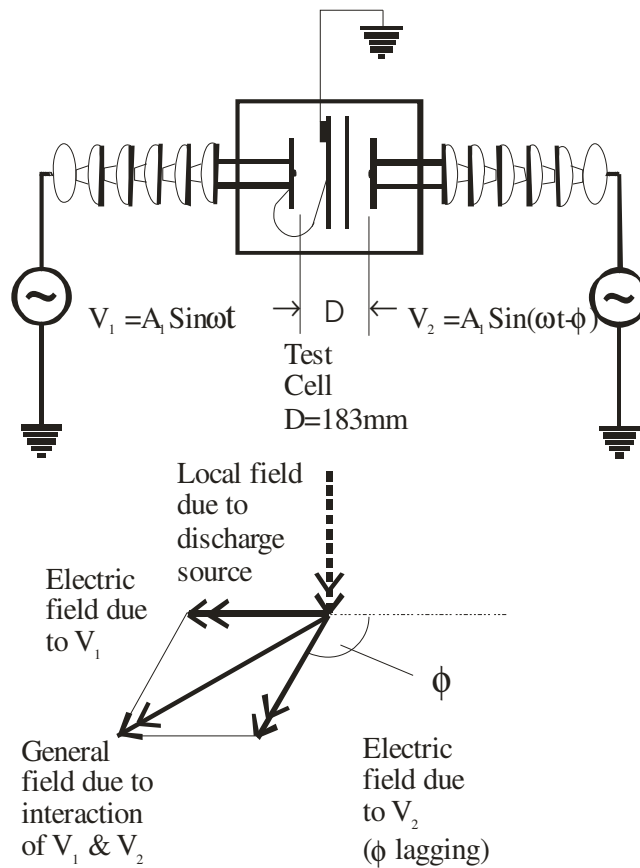 V₁ =A₁ Sinωt
D
V₂ =A₁ Sin(ωt-ϕ)
Test
Cell
D=183mm
Local field
due to
discharge
source
Electric
field due
to V₁
ϕ
General
field due to
interaction
of V₁ & V₂
Electric
field due
to V₂
(ϕ lagging)